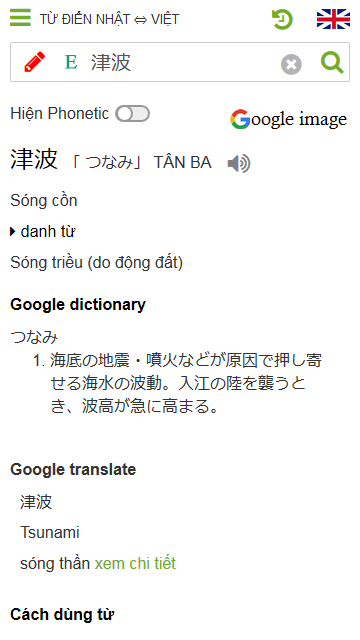 TỪ ĐIỂN NHẬT ⇔ VIỆT
E 津波
Hiện Phonetic
Google image
津波 「 つなみ」 TÂN BA
Sóng cồn
danh từ
Sóng triều (do động đất)
Google dictionary
つなみ
1. 海底の地震・噴火などが原因で押し寄
せる海水の波動。入江の陸を襲うと
き、波高が急に高まる。
Google translate
津波
Tsunami
sóng thần xem chi tiết
Cách dùng từ